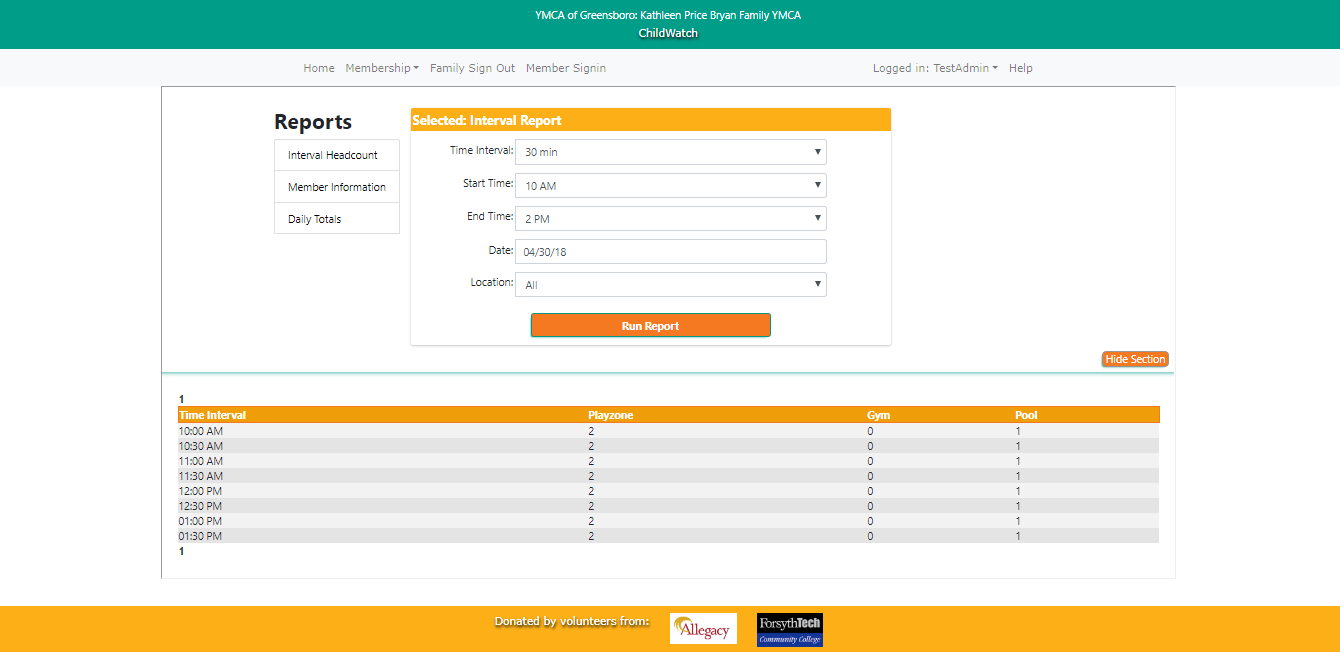 YMCA of Greensboro: Kathleen Price Bryan Family YMCA
ChildWatch
Home Membership Family Sign Out Member Signin Logged in: TestAdmin Help
Reports
Interval Headcount
Member Information
Daily Totals
Selected: Interval Report
Time Interval: 30 min
Start Time: 10 AM
End Time: 2 PM
Date: 04/30/18
Location: All
Run Report
Hide Section
1
Time Interval Playzone Gym Pool
10:00 AM 2 0 1
10:30 AM 2 0 1
11:00 AM 2 0 1
11:30 AM 2 0 1
12:00 PM 2 0 1
12:30 PM 2 0 1
01:00 PM 2 0 1
01:30 PM 2 0 1
1
Donated by volunteers from:
Allegacy
ForsythTech
Community College